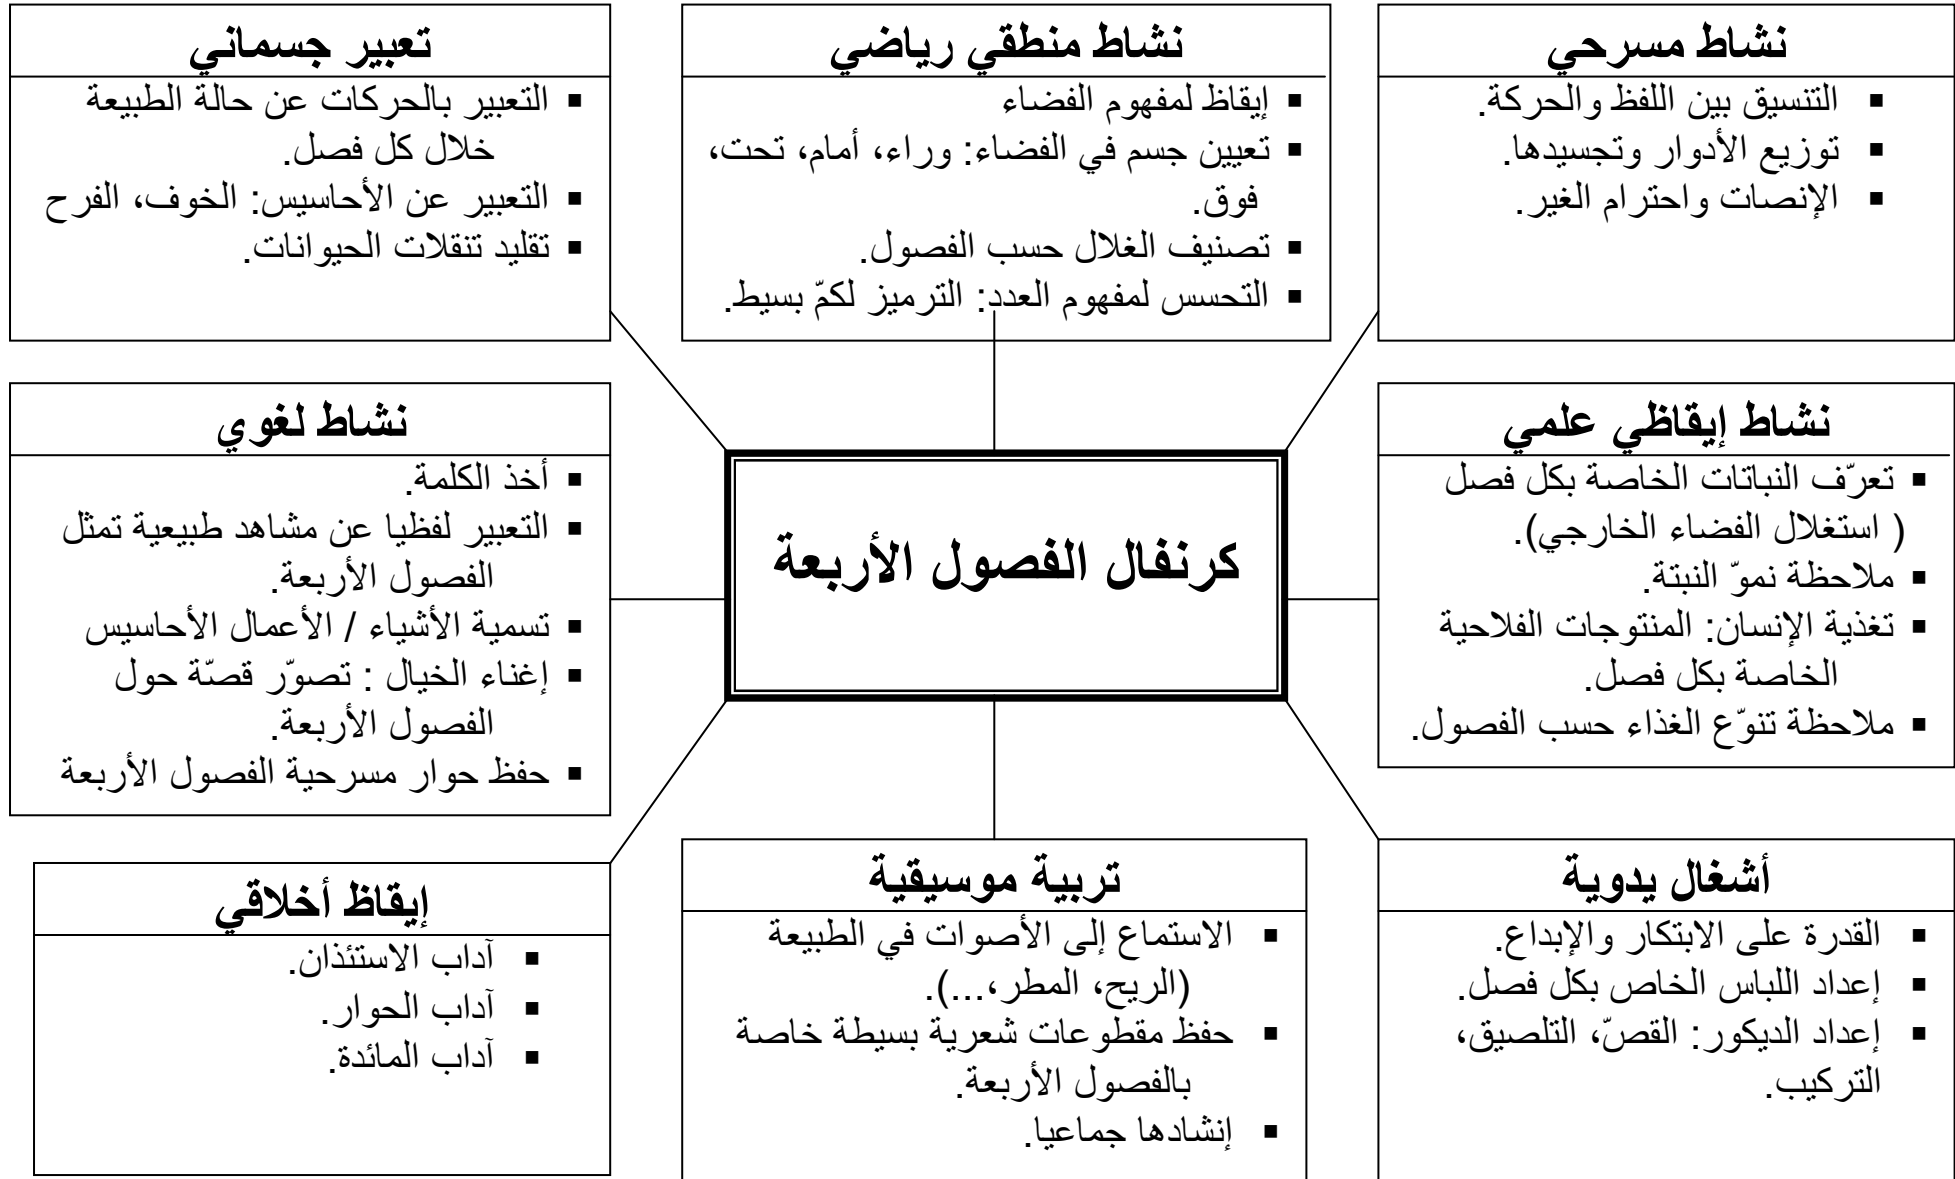 نشاط مسرحي
▪ التنسيق بين اللفظ والحركة.
▪ توزيع الأدوار وتجسيدها.
▪ الإنصات واحترام الغير.
نشاط منطقي رياضي
▪ إيقاظ لمفهوم الفضاء
▪ تعيين جسم في الفضاء: وراء، أمام، تحت،
فوق.
▪ تصنيف الغلال حسب الفصول.
▪ التحسس لمفهوم العدد: الترميز لكمّ بسيط.
تعبير جسماني
▪ التعبير بالحركات عن حالة الطبيعة
خلال كل فصل.
▪ التعبير عن الأحاسيس: الخوف، الفرح
▪ تقليد تنقلات الحيوانات.
نشاط إيقاظي علمي
▪ تعرّف النباتات الخاصة بكل فصل
( استغلال الفضاء الخارجي).
▪ ملاحظة نموّ النبتة.
▪ تغذية الإنسان: المنتوجات الفلاحية
الخاصة بكل فصل.
▪ ملاحظة تنوّع الغذاء حسب الفصول.
كرنفال الفصول الأربعة
نشاط لغوي
▪ أخذ الكلمة.
▪ التعبير لفظيا عن مشاهد طبيعية تمثل
الفصول الأربعة.
▪ تسمية الأشياء / الأعمال الأحاسيس
▪ إغناء الخيال : تصوّر قصّة حول
الفصول الأربعة.
▪ حفظ حوار مسرحية الفصول الأربعة
أشغال يدوية
▪ القدرة على الابتكار والإبداع.
▪ إعداد اللباس الخاص بكل فصل.
▪ إعداد الديكور: القصّ، التلصيق،
التركيب.
تربية موسيقية
▪ الاستماع إلى الأصوات في الطبيعة
(الريح، المطر،...).
▪ حفظ مقطوعات شعرية بسيطة خاصة
بالفصول الأربعة.
▪ إنشادها جماعيا.
إيقاظ أخلاقي
▪ آداب الاستئذان.
▪ آداب الحوار.
▪ آداب المائدة.